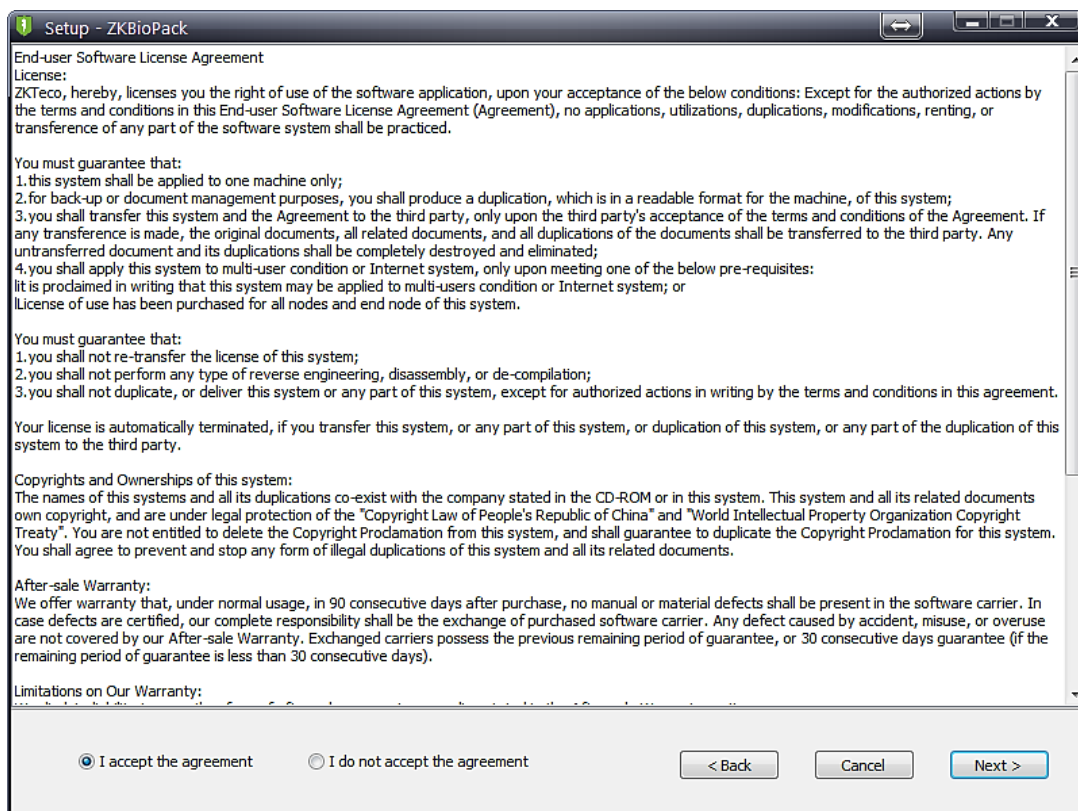 Setup - ZKBioPack
End-user Software License Agreement
License:
ZKTeco, hereby, licenses you the right of use of the software application, upon your acceptance of the below conditions: Except for the authorized actions by
the terms and conditions in this End-user Software License Agreement (Agreement), no applications, utilizations, duplications, modifications, renting, or
transference of any part of the software system shall be practiced.
You must guarantee that:
1.this system shall be applied to one machine only;
2.for back-up or document management purposes, you shall produce a duplication, which is in a readable format for the machine, of this system;
3.you shall transfer this system and the Agreement to the third party, only upon the third party's acceptance of the terms and conditions of the Agreement. If
any transference is made, the original documents, all related documents, and all duplications of the documents shall be transferred to the third party. Any
untransferred document and its duplications shall be completely destroyed and eliminated;
4.you shall apply this system to multi-user condition or Internet system, only upon meeting one of the below pre-requisites:
lit is proclaimed in writing that this system may be applied to multi-users condition or Internet system; or
lLicense of use has been purchased for all nodes and end node of this system.
You must guarantee that:
1.you shall not re-transfer the license of this system;
2.you shall not perform any type of reverse engineering, disassembly, or de-compilation;
3.you shall not duplicate, or deliver this system or any part of this system, except for authorized actions in writing by the terms and conditions in this agreement.
Your license is automatically terminated, if you transfer this system, or any part of this system, or duplication of this system, or any part of the duplication of this
system to the third party.
Copyrights and Ownerships of this system:
The names of this systems and all its duplications co-exist with the company stated in the CD-ROM or in this system. This system and all its related documents
own copyright, and are under legal protection of the "Copyright Law of People's Republic of China" and "World Intellectual Property Organization Copyright
Treaty". You are not entitled to delete the Copyright Proclamation from this system, and shall guarantee to duplicate the Copyright Proclamation for this system.
You shall agree to prevent and stop any form of illegal duplications of this system and all its related documents.
After-sale Warranty:
We offer warranty that, under normal usage, in 90 consecutive days after purchase, no manual or material defects shall be present in the software carrier. In
case defects are certified, our complete responsibility shall be the exchange of purchased software carrier. Any defect caused by accident, misuse, or overuse
are not covered by our After-sale Warranty. Exchanged carriers possess the previous remaining period of guarantee, or 30 consecutive days guarantee (if the
remaining period of guarantee is less than 30 consecutive days).
Limitations on Our Warranty:
I accept the agreement
I do not accept the agreement
< Back
Cancel
Next >